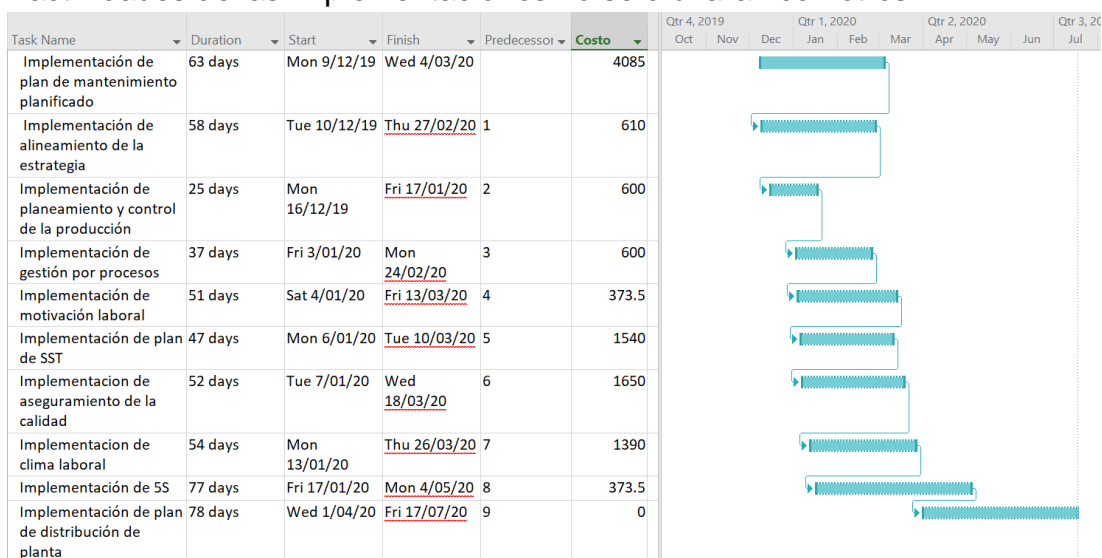 Qtr 4, 2019 Qtr 1, 2020 Qtr 2, 2020 Qtr 3, 20
Task Name Duration Start Finish Predecessor Costo Oct Nov Dec Jan Feb Mar Apr May Jun Jul
Implementación de 63 days Mon 9/12/19 Wed 4/03/20 4085
plan de mantenimiento
planificado
Implementación de 58 days Tue 10/12/19 Thu 27/02/20 1 610
alineamiento de la
estrategia
Implementación de 25 days Mon Fri 17/01/20 2 600
planeamiento y control 16/12/19
de la producción
Implementación de 37 days Fri 3/01/20 Mon 3 600
gestión por procesos 24/02/20
Implementación de 51 days Sat 4/01/20 Fri 13/03/20 4 373.5
motivación laboral
Implementación de plan 47 days Mon 6/01/20 Tue 10/03/20 5 1540
de SST
Implementacion de 52 days Tue 7/01/20 Wed 6 1650
aseguramiento de la 18/03/20
calidad
Implementacion de 54 days Mon Thu 26/03/20 7 1390
clima laboral 13/01/20
Implementación de 5S 77 days Fri 17/01/20 Mon 4/05/20 8 373.5
Implementación de plan 78 days Wed 1/04/20 Fri 17/07/20 9 0
de distribución de
planta